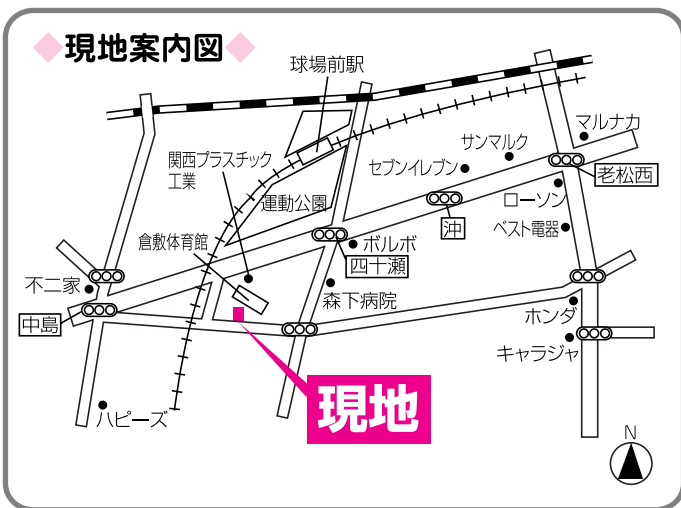 ◆現地案内図◆
球場前駅
マルナカ
サンマルク
関西プラスチック
工業
セブンイレブン
老松西
ローソン
運動公園
沖
ベスト電器
倉敷体育館
ボルボ
四十瀬
不二家
森下病院
中島
ホンダ
キャラジャ
現地
ハピーズ
N